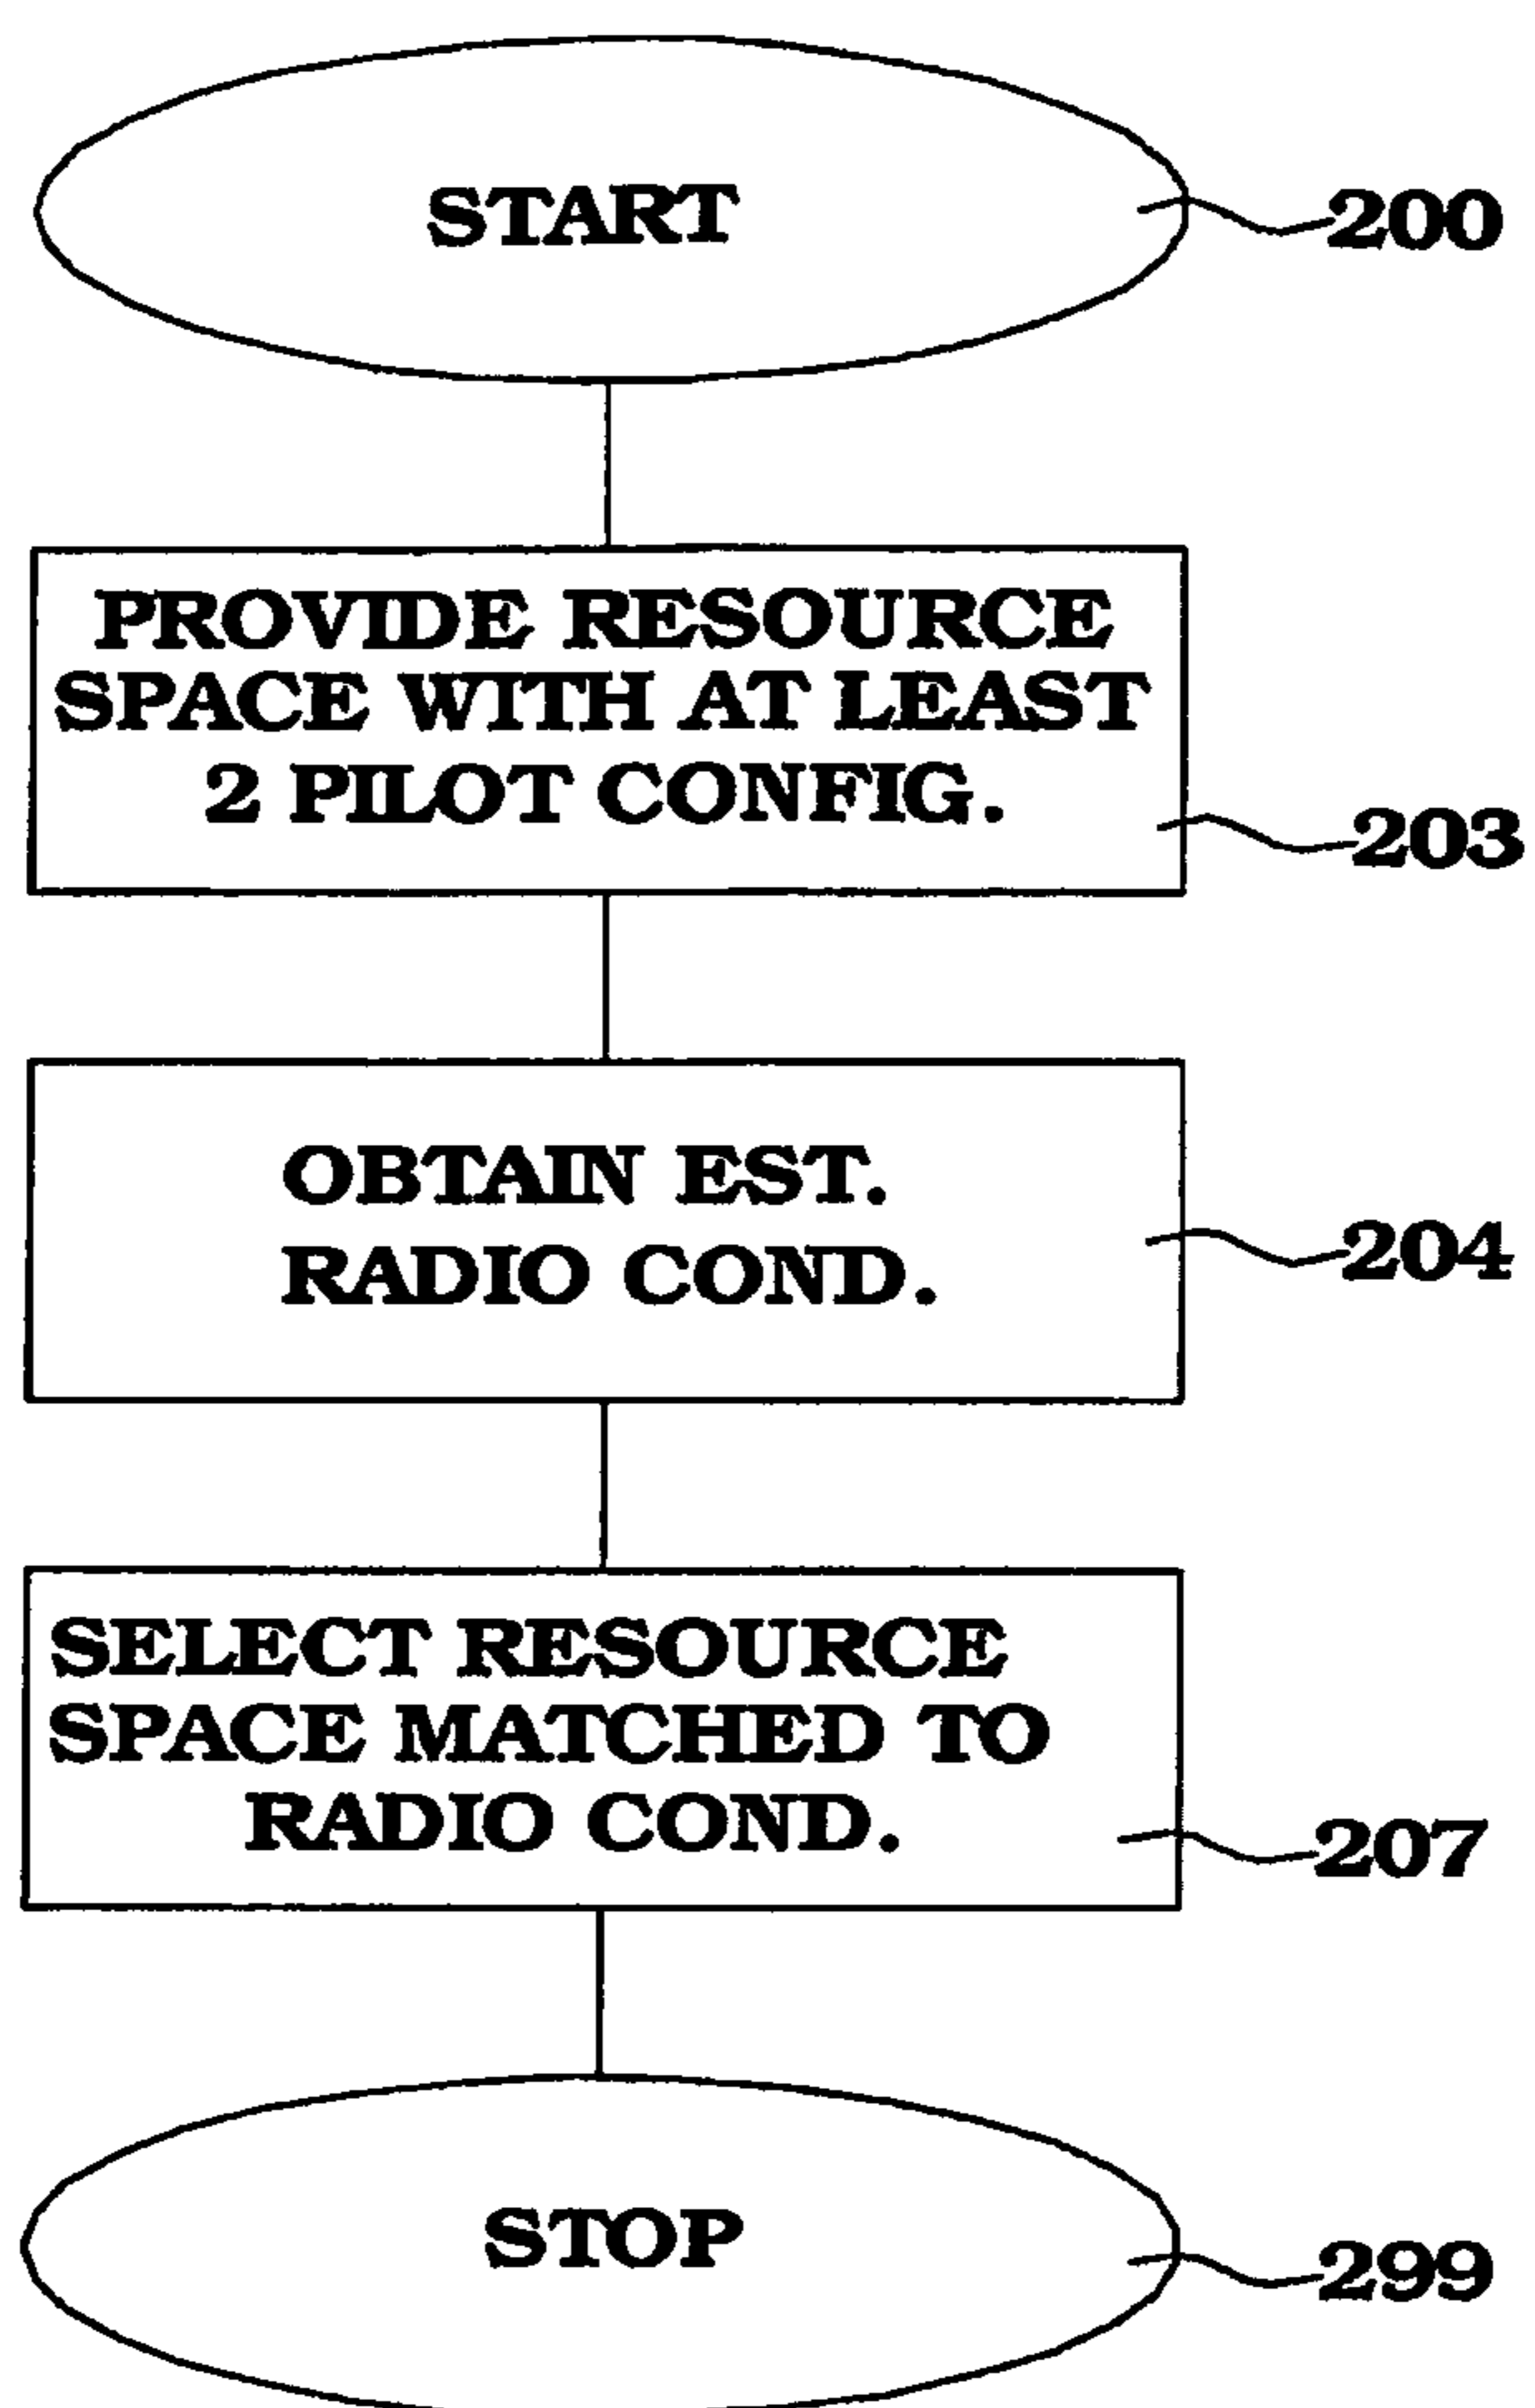 START
200
PROVIDE RESOURCE
SPACE WITH AT LEAST
2 PILOT CONFIG.
203
OBTAIN EST.
RADIO COND.
204
SELECT RESOURCE
SPACE MATCHED TO
RADIO COND.
207
STOP
299